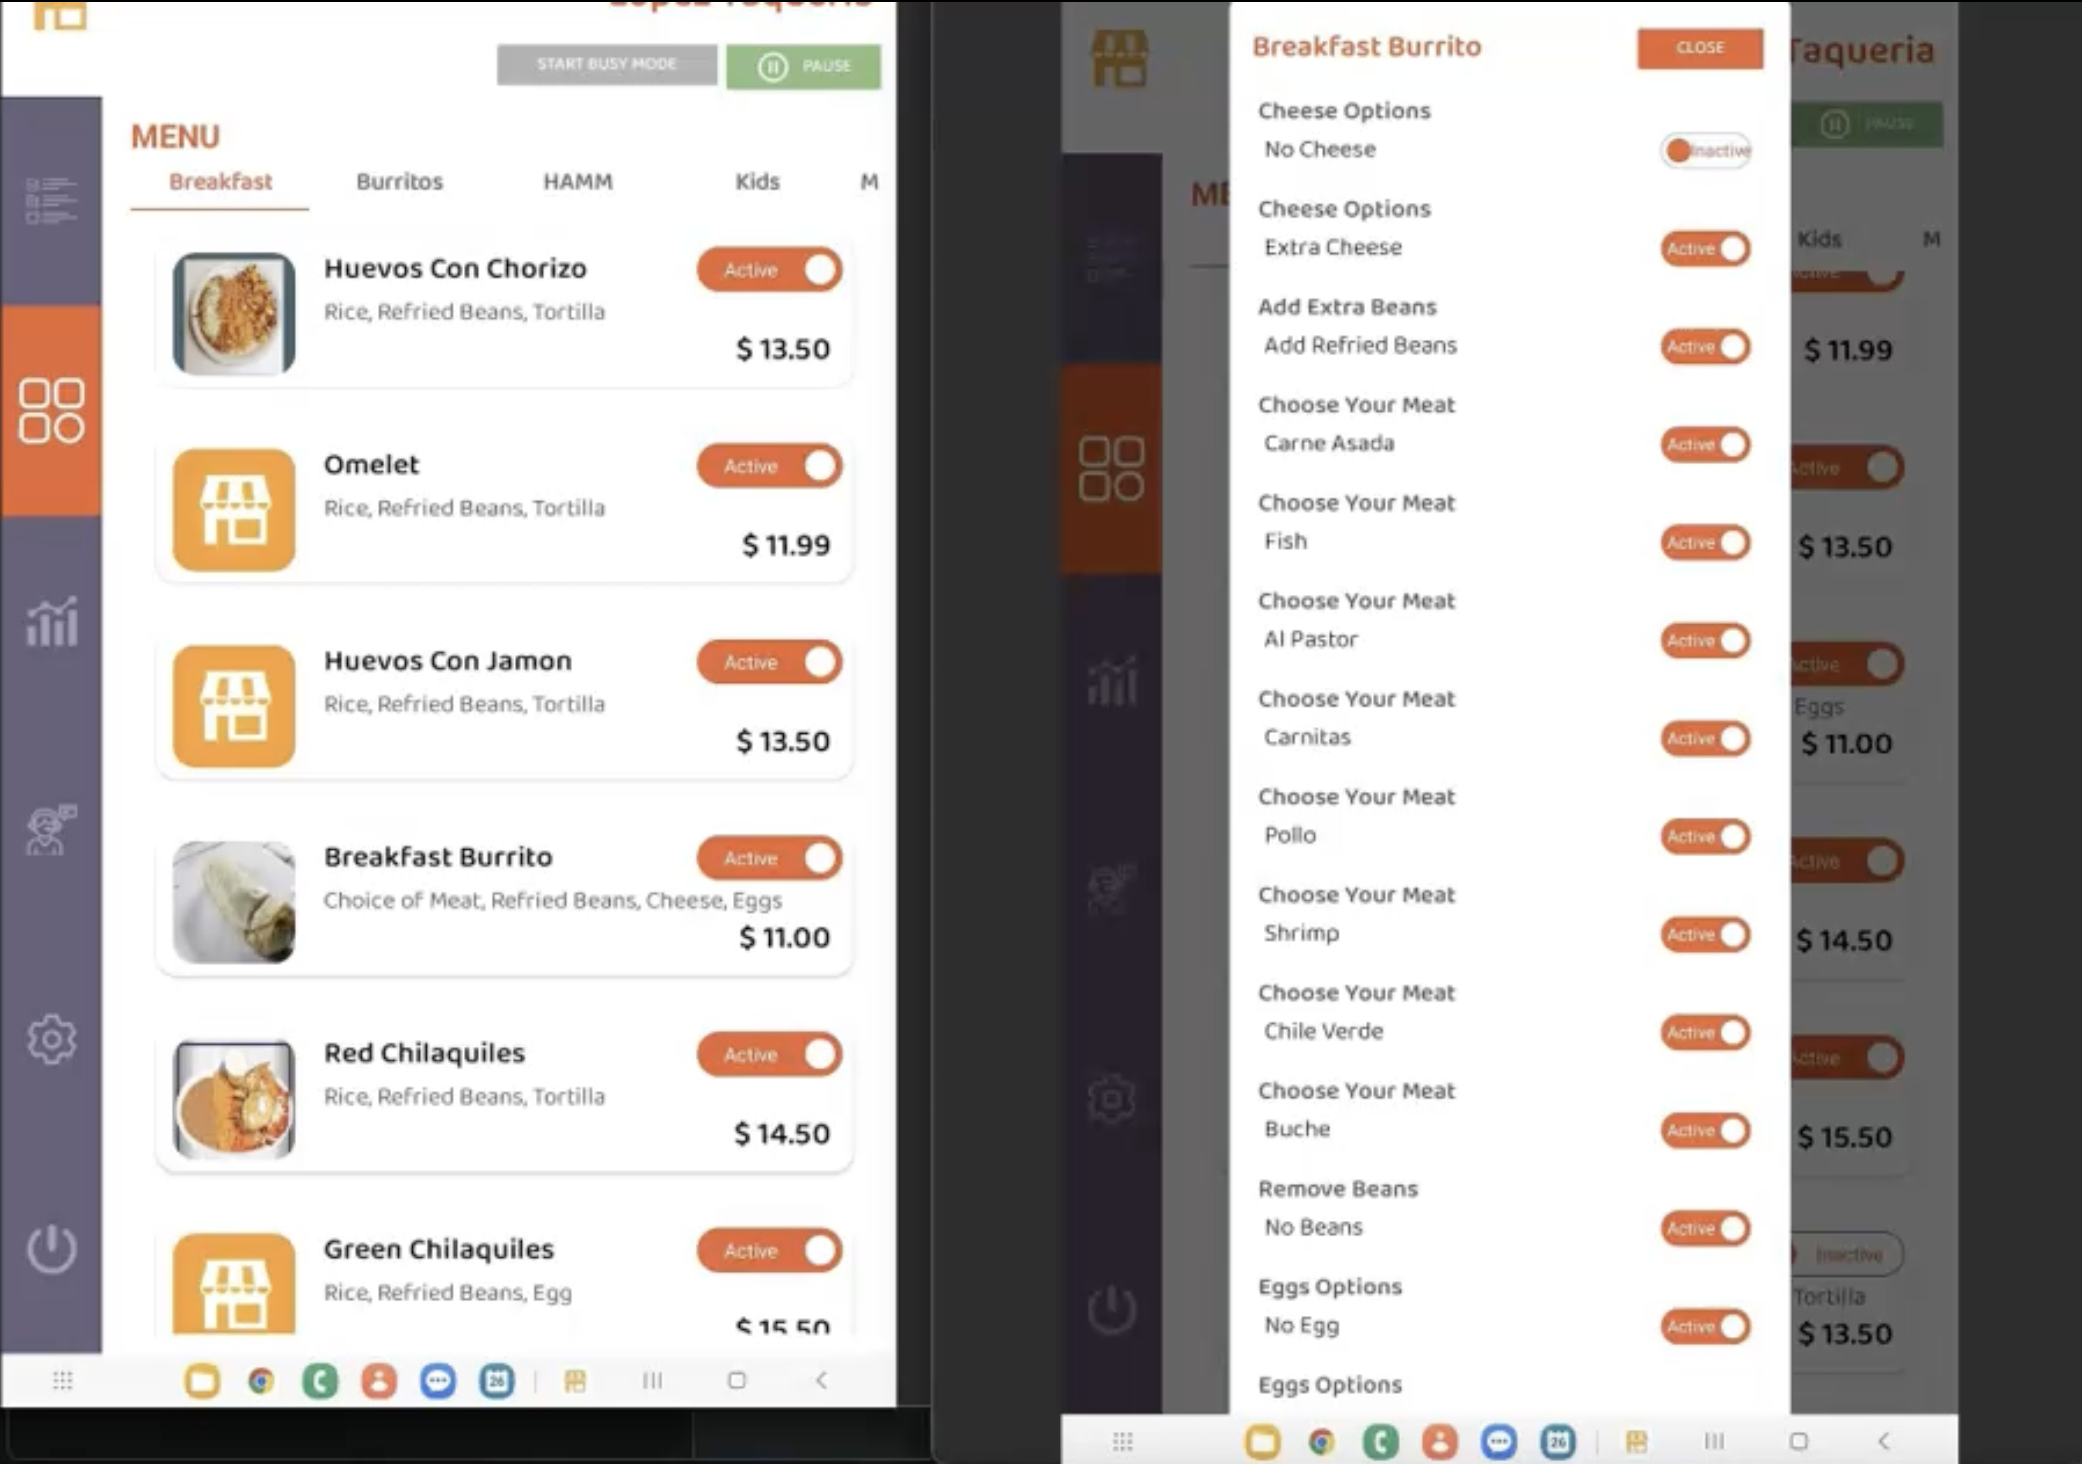 Lopez Taqueria
START BUSY MODE
PAUSE
MENU
Breakfast
Burritos
HAMM
Kids
M
Huevos Con Chorizo
Active
Rice, Refried Beans, Tortilla
$ 13.50
Omelet
Active
Rice, Refried Beans, Tortilla
$ 11.99
Huevos Con Jamon
Active
Rice, Refried Beans, Tortilla
$ 13.50
Breakfast Burrito
Active
Choice of Meat, Refried Beans, Cheese, Eggs
$ 11.00
Red Chilaquiles
Active
Rice, Refried Beans, Tortilla
$ 14.50
Green Chilaquiles
Active
Rice, Refried Beans, Egg
$ 15.50
26
Breakfast Burrito
CLOSE
Cheese Options
No Cheese
Inactive
Cheese Options
Extra Cheese
Active
Add Extra Beans
Add Refried Beans
Active
Choose Your Meat
Carne Asada
Active
Choose Your Meat
Fish
Active
Choose Your Meat
Al Pastor
Active
Choose Your Meat
Carnitas
Active
Choose Your Meat
Pollo
Active
Choose Your Meat
Shrimp
Active
Choose Your Meat
Chile Verde
Active
Choose Your Meat
Buche
Active
Remove Beans
No Beans
Active
Eggs Options
No Egg
Active
Eggs Options
Taqueria
PAUSE
ME
Kids
M
Active
$ 11.99
Active
$ 13.50
Active
Eggs
$ 11.00
Active
$ 14.50
Active
$ 15.50
Inactive
Tortilla
$ 13.50
26